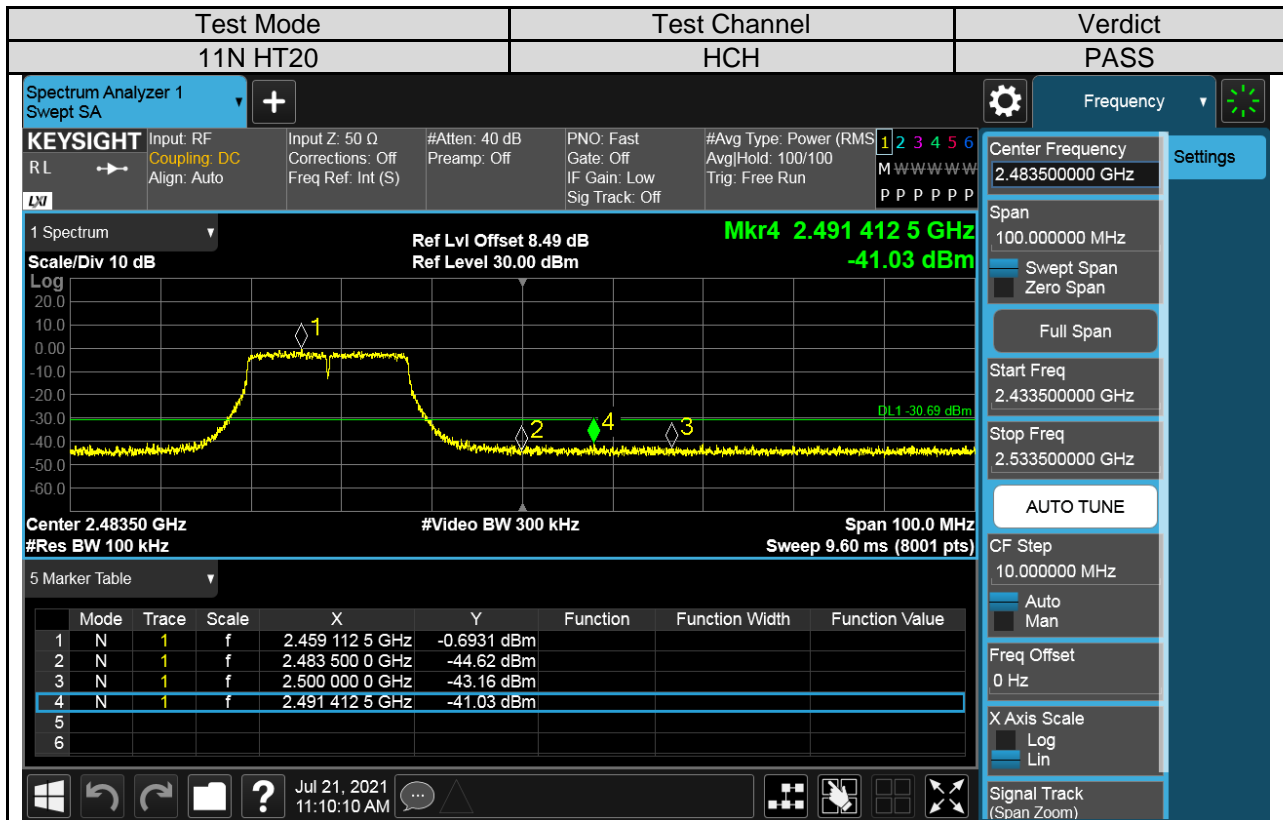 Test Mode Test Channel Verdict
11N HT20 HCH PASS
Spectrum Analyzer 1
Swept SA
+
Frequency
KEYSIGHT Input: RF Input Z: 50 Ω #Atten: 40 dB PNO: Fast #Avg Type: Power (RMS 1 2 3 4 5 6
RL Coupling: DC Corrections: Off Preamp: Off Gate: Off Avg|Hold: 100/100 M W W W W W
Align: Auto Freq Ref: Int (S) IF Gain: Low Trig: Free Run
LXI Sig Track: Off P P P P P P
1 Spectrum
Ref Lvl Offset 8.49 dB Mkr4 2.491 412 5 GHz
Scale/Div 10 dB Ref Level 30.00 dBm -41.03 dBm
Log
20.0
10.0
0.00
-10.0
-20.0
-30.0
-40.0
-50.0
-60.0
1
2
4
3
DL1 -30.69 dBm
Center 2.48350 GHz #Video BW 300 kHz Span 100.0 MHz
#Res BW 100 kHz Sweep 9.60 ms (8001 pts)
5 Marker Table
Mode Trace Scale X Y Function Function Width Function Value
1 N 1 f 2.459 112 5 GHz -0.6931 dBm
2 N 1 f 2.483 500 0 GHz -44.62 dBm
3 N 1 f 2.500 000 0 GHz -43.16 dBm
4 N 1 f 2.491 412 5 GHz -41.03 dBm
5
6
?
Jul 21, 2021
11:10:10 AM
Center Frequency
2.483500000 GHz
Settings
Span
100.000000 MHz
Swept Span
Zero Span
Full Span
Start Freq
2.433500000 GHz
Stop Freq
2.533500000 GHz
AUTO TUNE
CF Step
10.000000 MHz
Auto
Man
Freq Offset
0 Hz
X Axis Scale
Log
Lin
Signal Track
(Span Zoom)